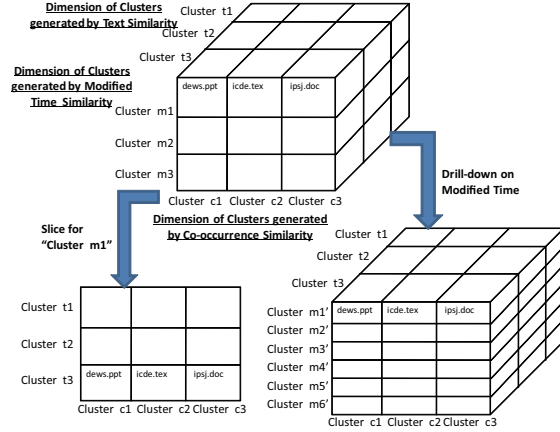 Dimension of Clusters
generated by Text Similarity
Cluster t1
Cluster t2
Cluster t3
Dimension of Clusters
generated by Modified
Time Similarity
dews.ppt icde.tex ipsj.doc
Cluster m1
Cluster m2
Cluster m3
Cluster c1 Cluster c2 Cluster c3
Dimension of Clusters generated
by Co-occurrence Similarity
Slice for
“Cluster m1”
Drill-down on
Modified Time
Cluster t1
Cluster t2
Cluster t3
dews.ppt icde.tex ipsj.doc
Cluster c1 Cluster c2 Cluster c3
Cluster t1
Cluster t2
Cluster t3
Cluster m1’ dews.ppt icde.tex ipsj.doc
Cluster m2’
Cluster m3’
Cluster m4’
Cluster m5’
Cluster m6’
Cluster c1 Cluster c2 Cluster c3